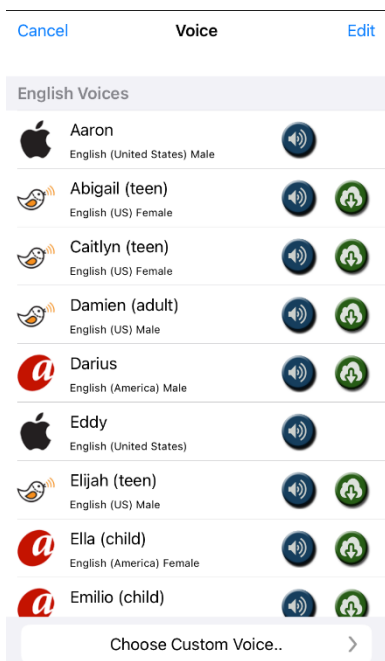 Cancel Voice Edit
English Voices
Aaron
English (United States) Male
Abigail (teen)
English (US) Female
Caitlyn (teen)
English (US) Female
Damien (adult)
English (US) Male
Darius
English (America) Male
Eddy
English (United States)
Elijah (teen)
English (US) Male
Ella (child)
English (America) Female
Emilio (child)
Choose Custom Voice..